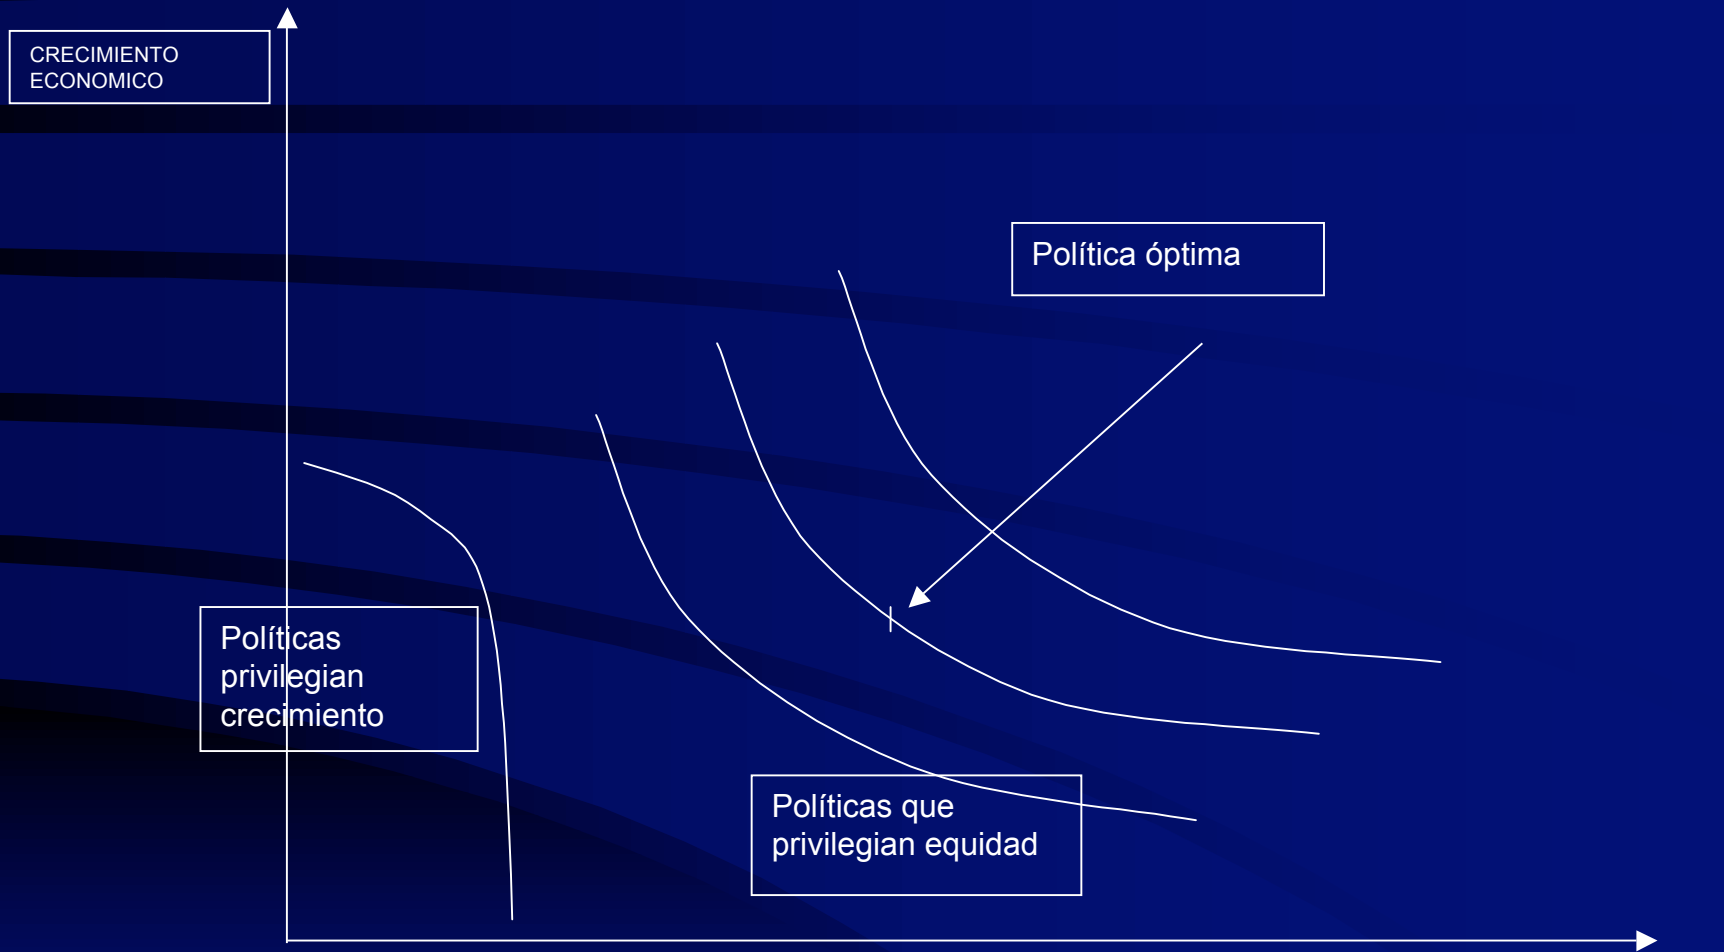 CRECIMIENTO
ECONOMICO
Política óptima
Políticas
privilegian
crecimiento
Políticas que
privilegian equidad